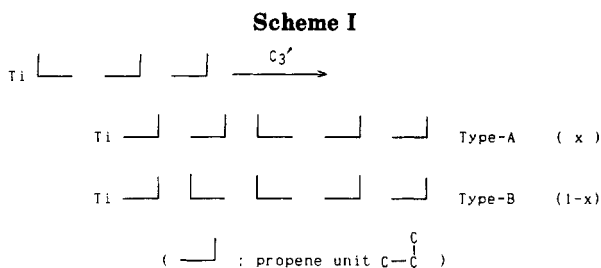 Scheme I
Ti C3′
Ti Type-A ( x )
Ti Type-B (1-x)
( : propene unit C—C )
C